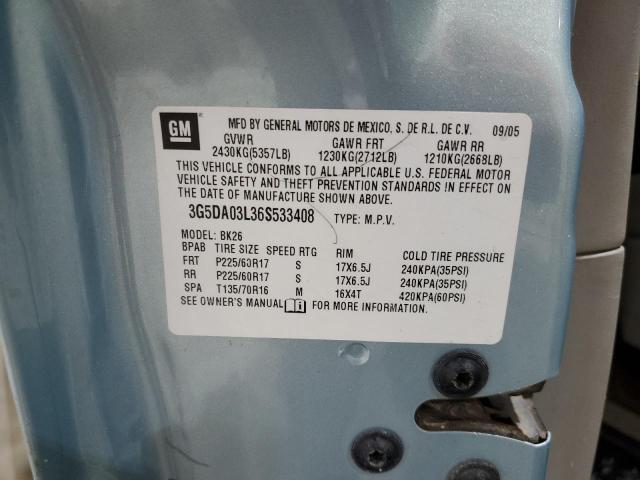 GM
MFD BY GENERAL MOTORS DE MEXICO, S. DE R.L. DE C.V. 09/05
GVWR GAWR FRT GAWR RR
2430KG(5357LB) 1230KG(2712LB) 1210KG(2668LB)
THIS VEHICLE CONFORMS TO ALL APPLICABLE U.S. FEDERAL MOTOR
VEHICLE SAFETY AND THEFT PREVENTION STANDARDS IN EFFECT ON
THE DATE OF MANUFACTURE SHOWN ABOVE.
3G5DA03L36S533408 TYPE: M.P.V.
MODEL: BK26
BPAB TIRE SIZE SPEED RTG RIM COLD TIRE PRESSURE
FRT P225/60R17 S 17X6.5J 240KPA(35PSI)
RR P225/60R17 S 17X6.5J 240KPA(35PSI)
SPA T135/70R16 M 16X4T 420KPA(60PSI)
SEE OWNER'S MANUAL FOR MORE INFORMATION.